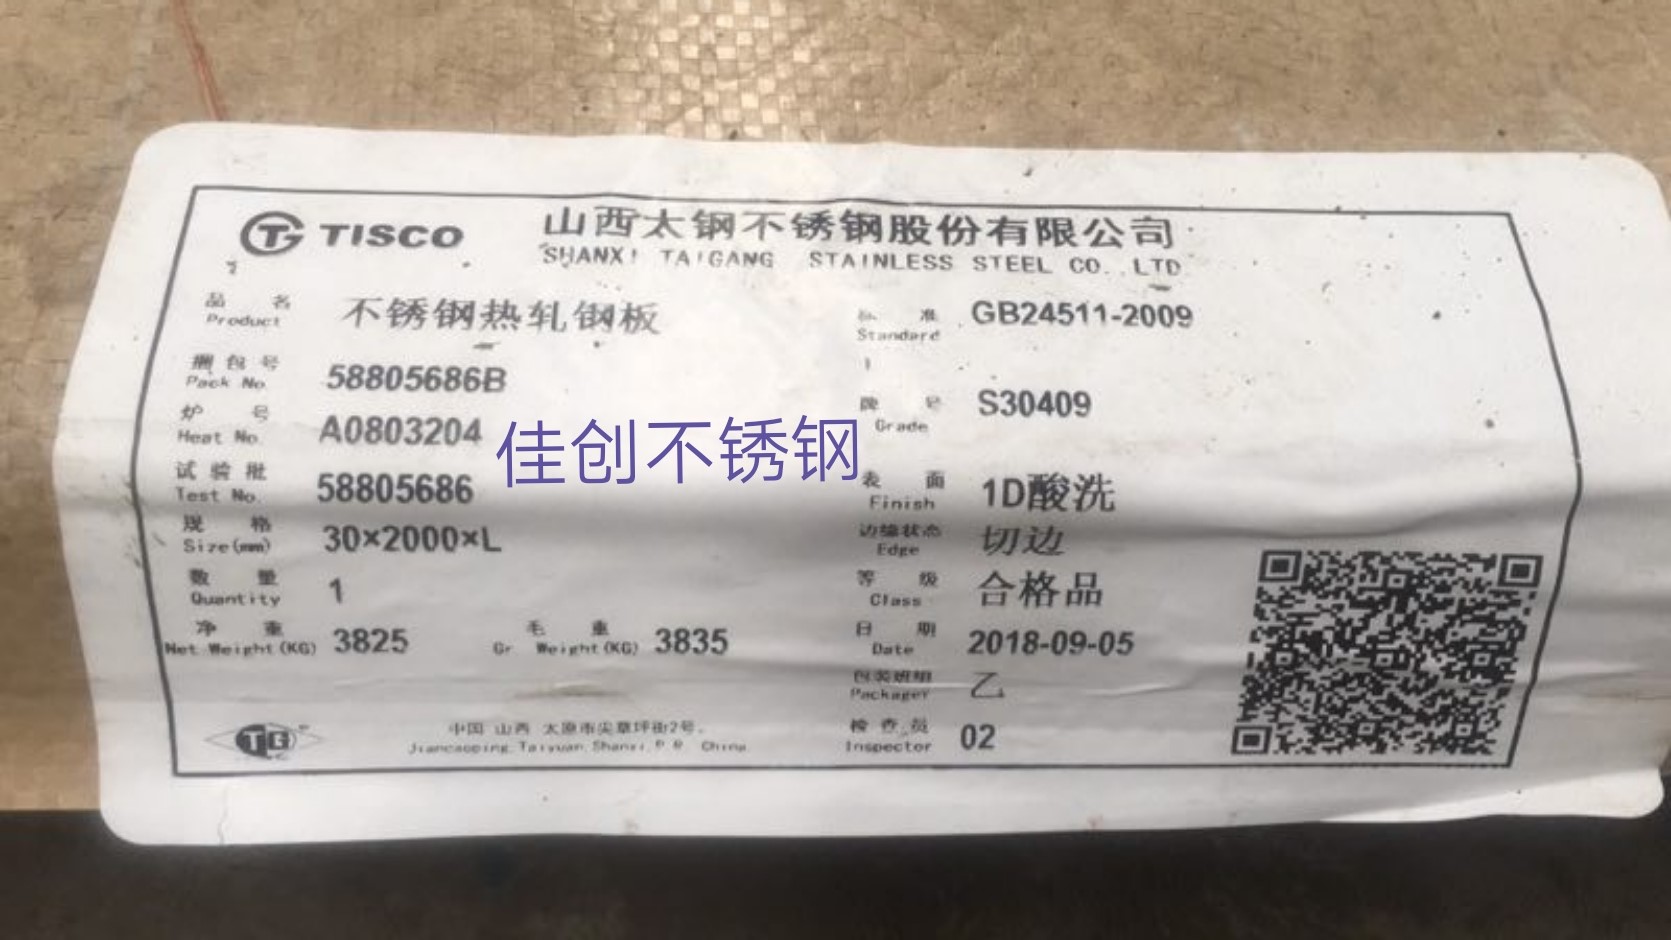 TISCO 山西太钢不锈钢股份有限公司
SHANXI TAIGANG STAINLESS STEEL CO., LTD
品 名 不锈钢热轧钢板 标 准 GB24511-2009
Product Standard
捆包号 58805686B
Pack No.
牌 号 S30409
Grade
炉 号 A0803204
Heat No.
佳创不锈钢
试验批 58805686 表 面 1D酸洗
Test No. Finish
规 格 30×2000×L 边缘状态 切边
Size(mm) Edge
数 量 1 等 级 合格品
Quantity Class
净 重 3825 毛 重 3835 日 期 2018-09-05
Net Weight(KG) Gr Weight(KG) Date
包装班组 乙
Packager
TG 中国 山西 太原市尖草坪街2号. 检查员 02
Jiancaoping.Taiyuan.Shanxi.P.R. China Inspector